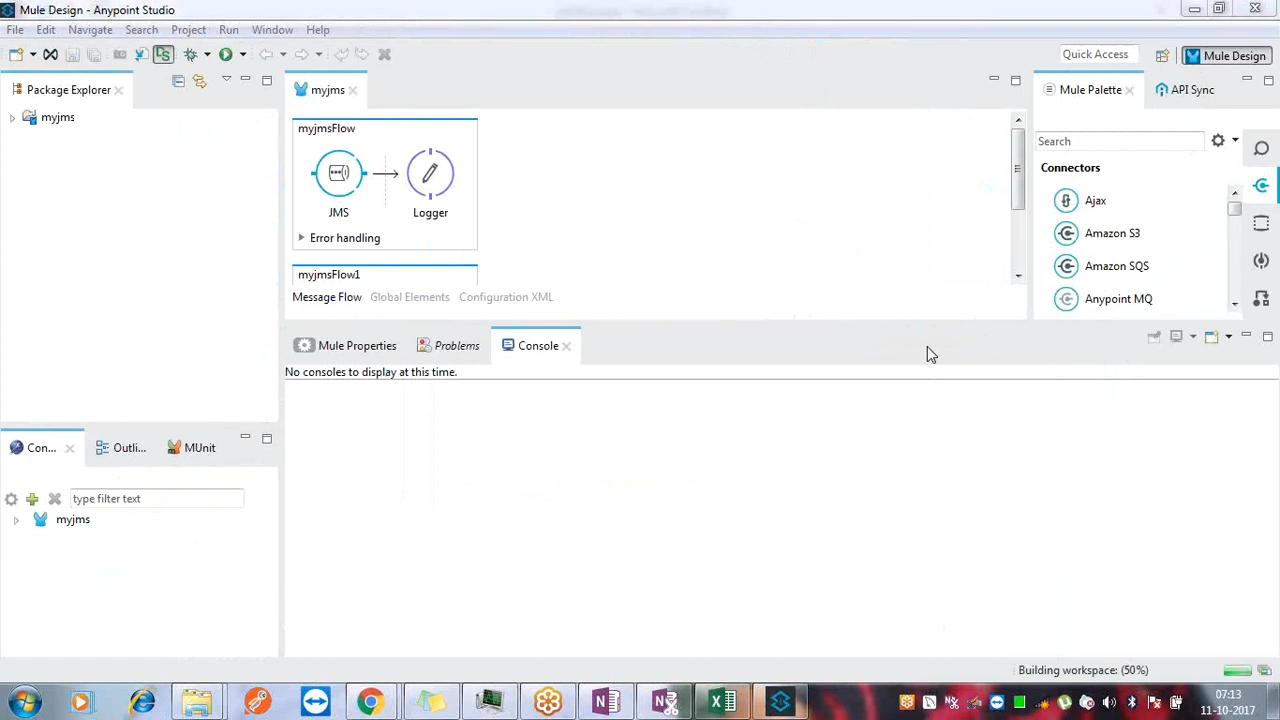 Mule Design - Anypoint Studio
File Edit Navigate Search Project Run Window Help
Quick Access
Mule Design
Package Explorer
myjms
myjms
myjmsFlow
JMS
Logger
Error handling
myjmsFlow1
Message Flow Global Elements Configuration XML
Mule Palette
API Sync
Search
Connectors
Ajax
Amazon S3
Amazon SQS
Anypoint MQ
Mule Properties Problems Console
No consoles to display at this time.
Con... Outli... MUnit
type filter text
myjms
Building workspace: (50%)
07:13
11-10-2017